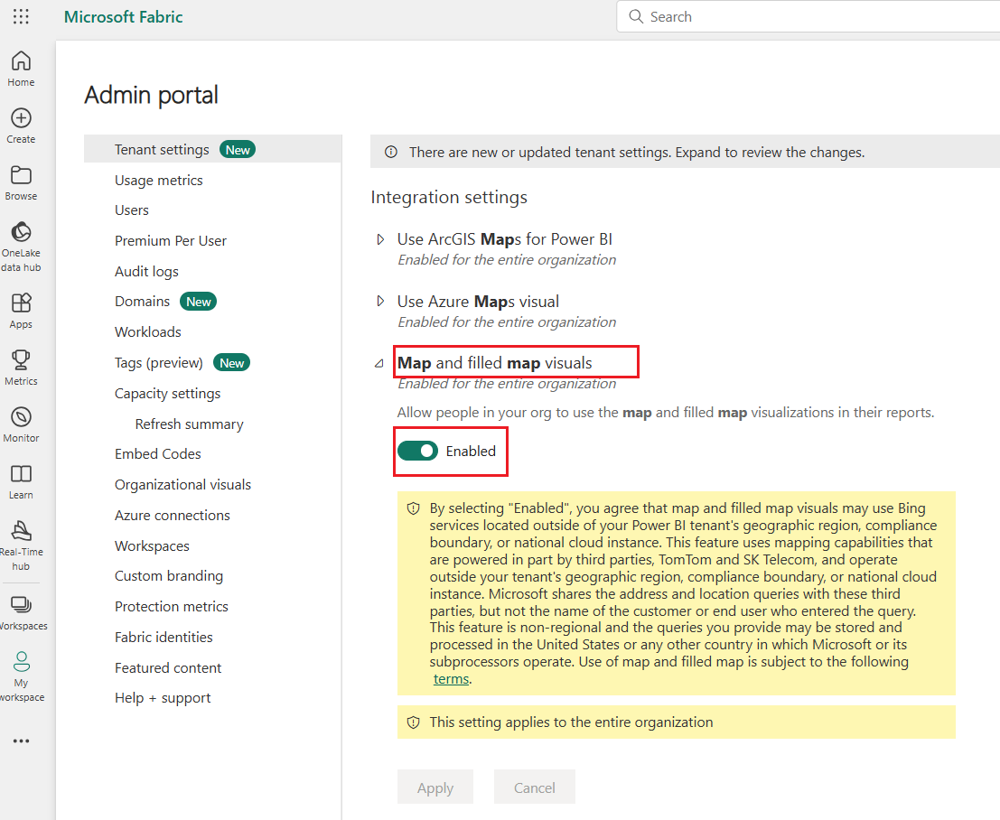 Microsoft Fabric
Search
Home
Create
Browse
OneLake
data hub
Apps
Metrics
Monitor
Learn
Real-Time
hub
Workspaces
My
workspace
Admin portal
Tenant settings New
Usage metrics
Users
Premium Per User
Audit logs
Domains New
Workloads
Tags (preview) New
Capacity settings
Refresh summary
Embed Codes
Organizational visuals
Azure connections
Workspaces
Custom branding
Protection metrics
Fabric identities
Featured content
Help + support
There are new or updated tenant settings. Expand to review the changes.
Integration settings
Use ArcGIS Maps for Power BI
Enabled for the entire organization
Use Azure Maps visual
Enabled for the entire organization
Map and filled map visuals
Enabled for the entire organization
Allow people in your org to use the map and filled map visualizations in their reports.
Enabled
By selecting "Enabled", you agree that map and filled map visuals may use Bing
services located outside of your Power BI tenant's geographic region, compliance
boundary, or national cloud instance. This feature uses mapping capabilities that
are powered in part by third parties, TomTom and SK Telecom, and operate
outside your tenant's geographic region, compliance boundary, or national cloud
instance. Microsoft shares the address and location queries with these third
parties, but not the name of the customer or end user who entered the query.
This feature is non-regional and the queries you provide may be stored and
processed in the United States or any other country in which Microsoft or its
subprocessors operate. Use of map and filled map is subject to the following
terms.
This setting applies to the entire organization
Apply
Cancel